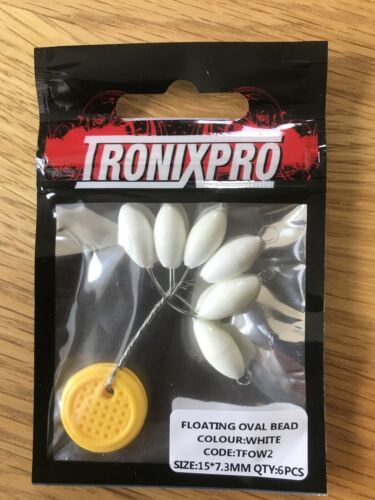 TRONIXPRO
FLOATING OVAL BEAD
COLOUR:WHITE
CODE:TFOW2
SIZE:15*7.3MM QTY:6PCS